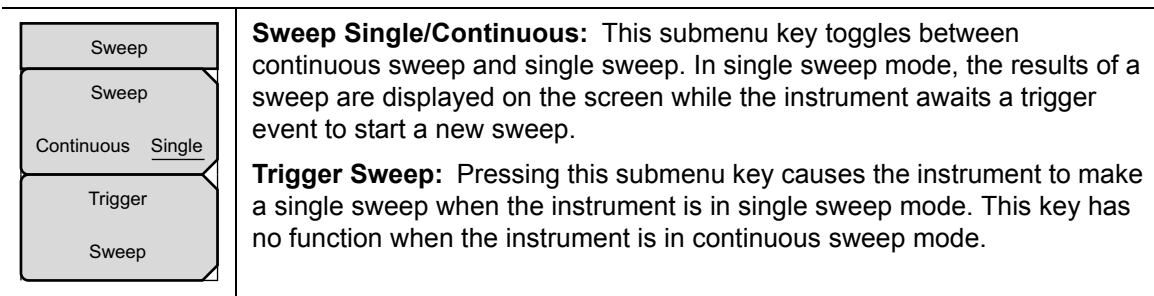 Sweep
Sweep
Continuous Single
Trigger
Sweep
Sweep Single/Continuous: This submenu key toggles between
continuous sweep and single sweep. In single sweep mode, the results of a
sweep are displayed on the screen while the instrument awaits a trigger
event to start a new sweep.
Trigger Sweep: Pressing this submenu key causes the instrument to make
a single sweep when the instrument is in single sweep mode. This key has
no function when the instrument is in continuous sweep mode.